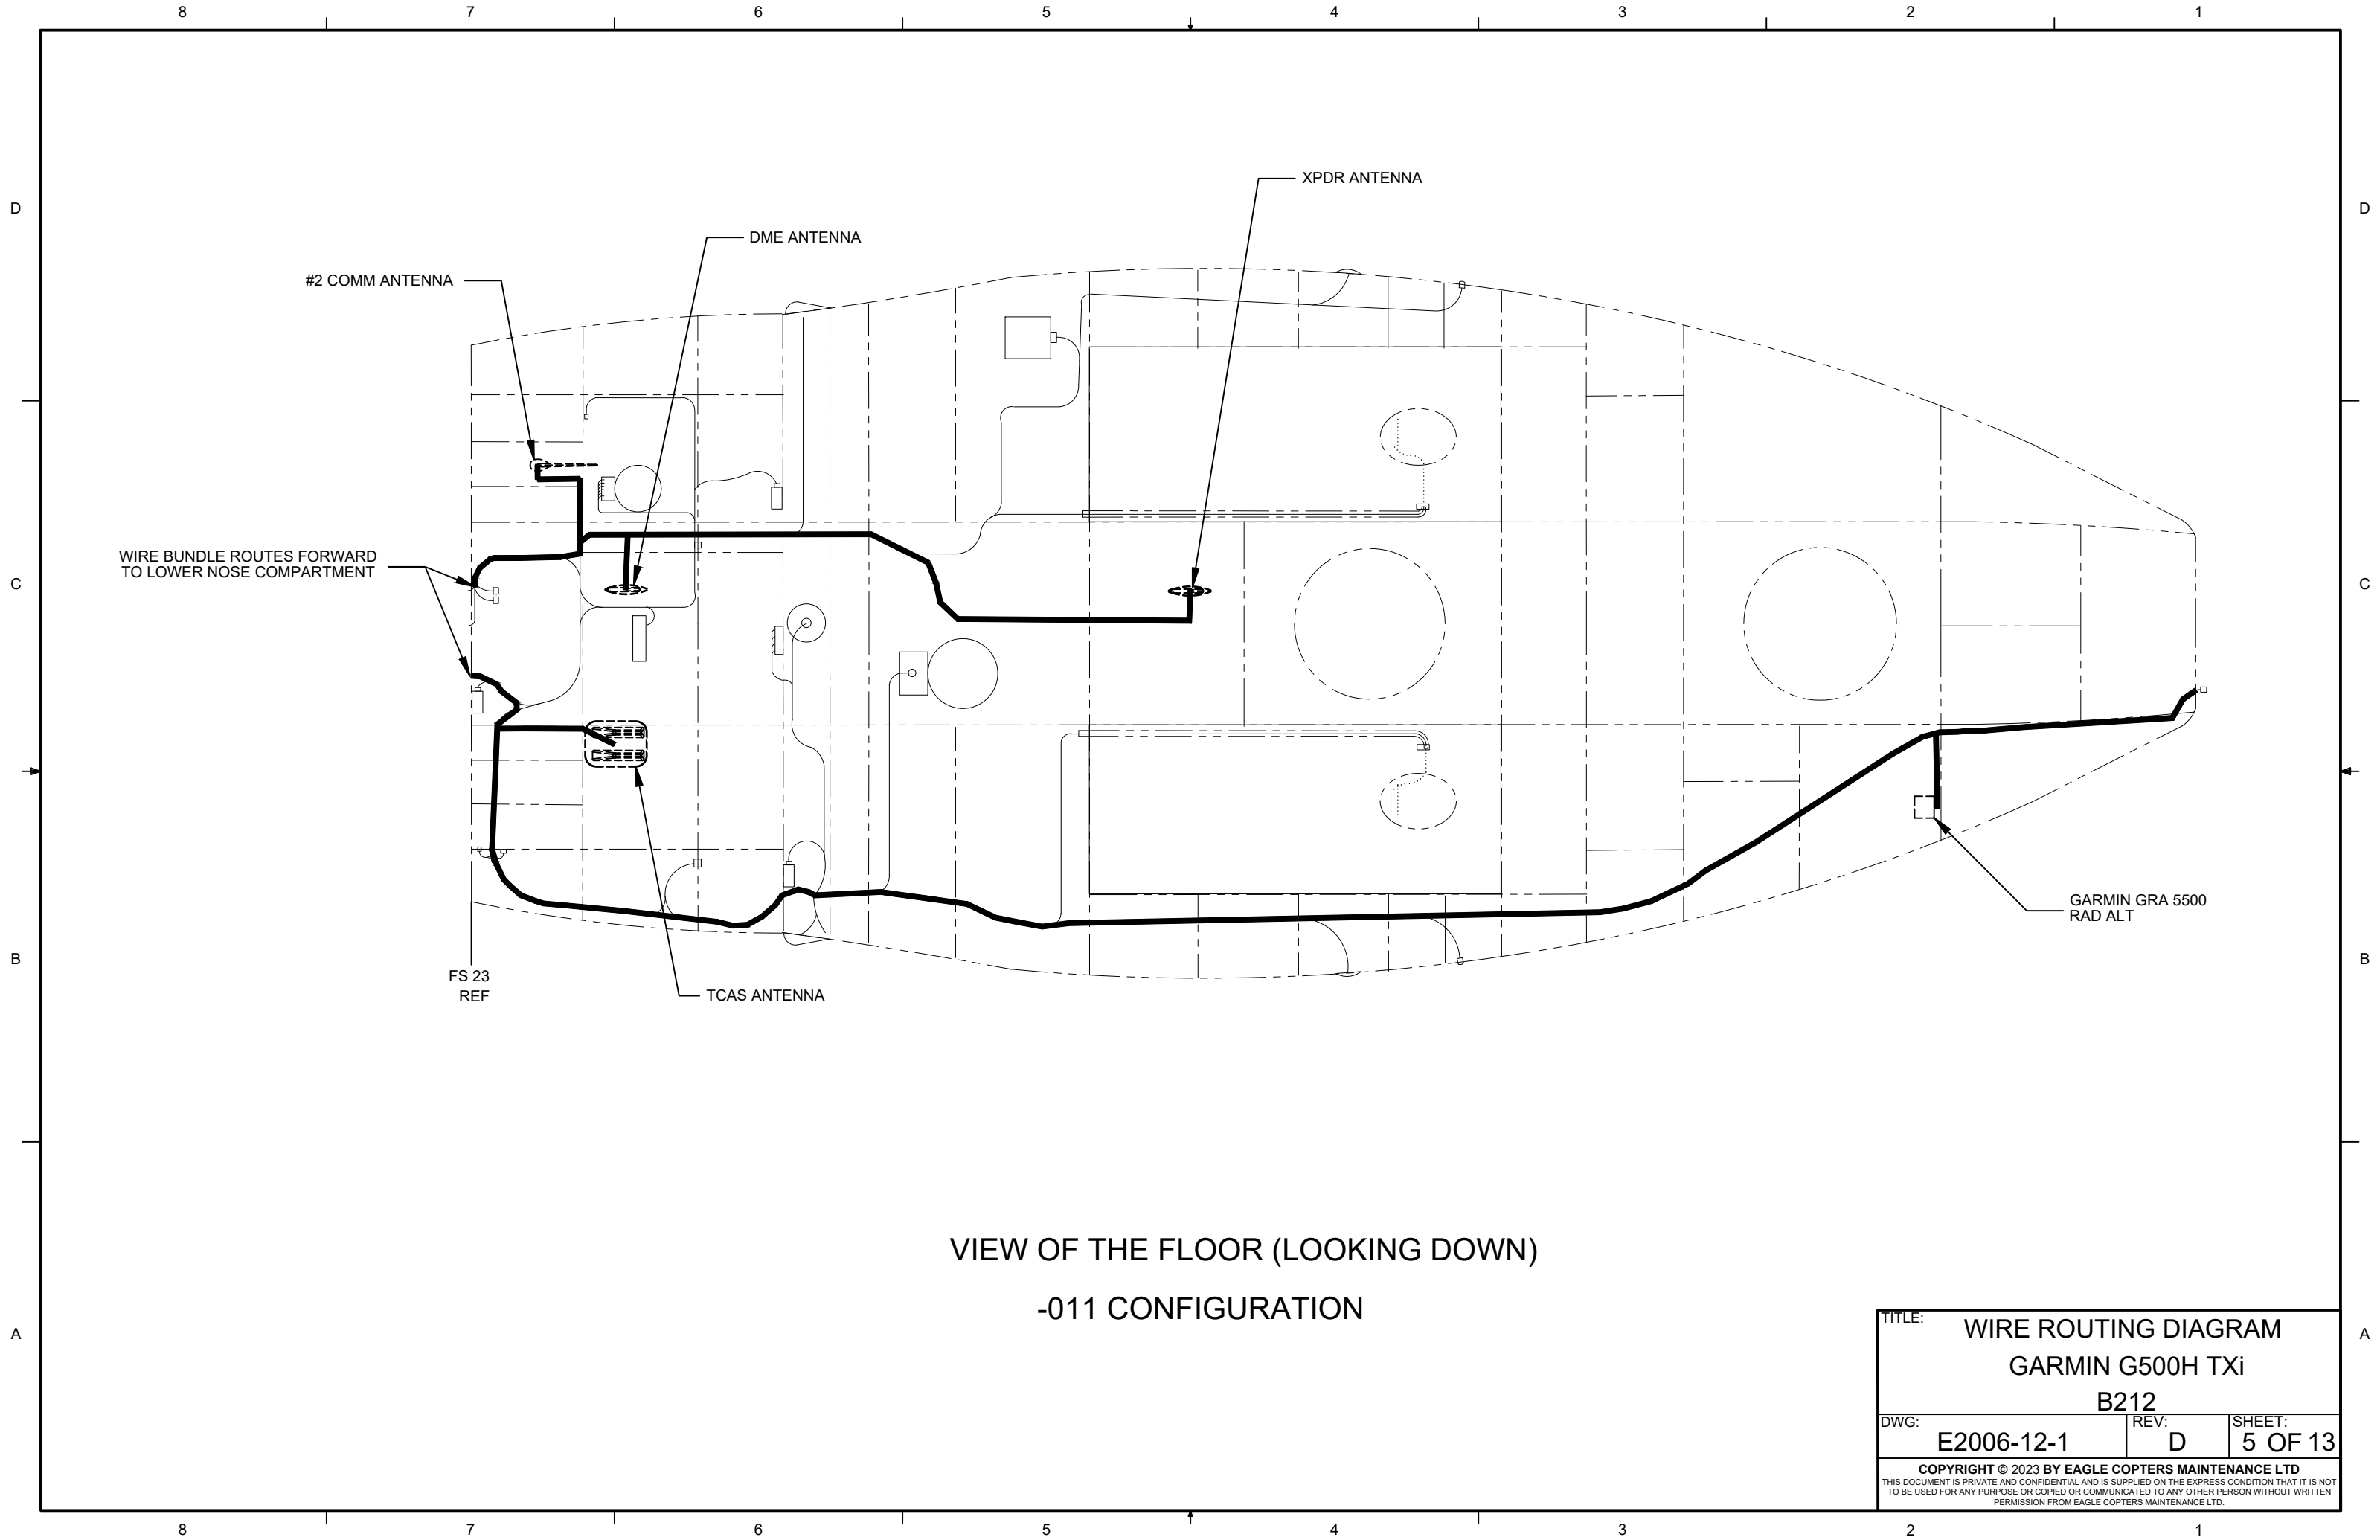 8 7 6 5 4 3 2 1
D D
XPDR ANTENNA
DME ANTENNA
#2 COMM ANTENNA
WIRE BUNDLE ROUTES FORWARD
TO LOWER NOSE COMPARTMENT
C C
GARMIN GRA 5500
RAD ALT
B B
FS 23
REF
TCAS ANTENNA
VIEW OF THE FLOOR (LOOKING DOWN)
-011 CONFIGURATION
A A
TITLE:
WIRE ROUTING DIAGRAM
GARMIN G500H TXi
B212
DWG: REV: SHEET:
E2006-12-1 D 5 OF 13
COPYRIGHT © 2023 BY EAGLE COPTERS MAINTENANCE LTD
THIS DOCUMENT IS PRIVATE AND CONFIDENTIAL AND IS SUPPLIED ON THE EXPRESS CONDITION THAT IT IS NOT
TO BE USED FOR ANY PURPOSE OR COPIED OR COMMUNICATED TO ANY OTHER PERSON WITHOUT WRITTEN
PERMISSION FROM EAGLE COPTERS MAINTENANCE LTD.
8 7 6 5 4 3 2 1